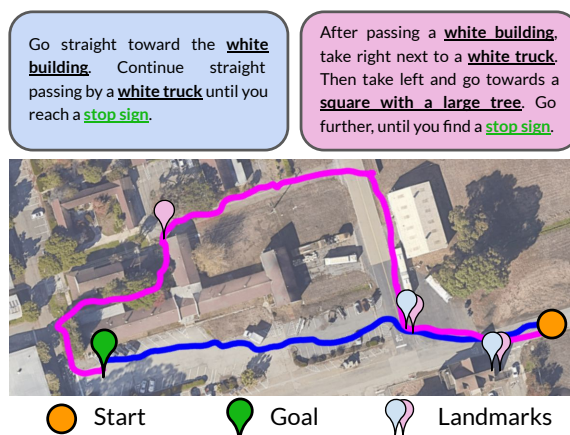 Go straight toward the white
building. Continue straight
passing by a white truck until you
reach a stop sign.
After passing a white building,
take right next to a white truck.
Then take left and go towards a
square with a large tree. Go
further, until you find a stop sign.
Start
Goal
Landmarks